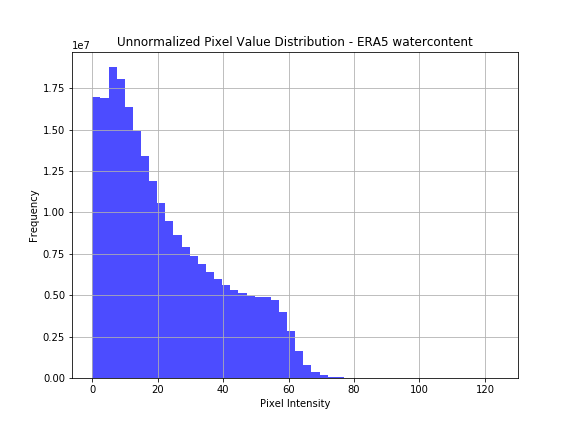 Unnormalized Pixel Value Distribution - ERA5 watercontent
1e7
1.75
1.50
1.25
1.00
0.75
0.50
0.25
0.00
Frequency
0 20 40 60 80 100 120
Pixel Intensity